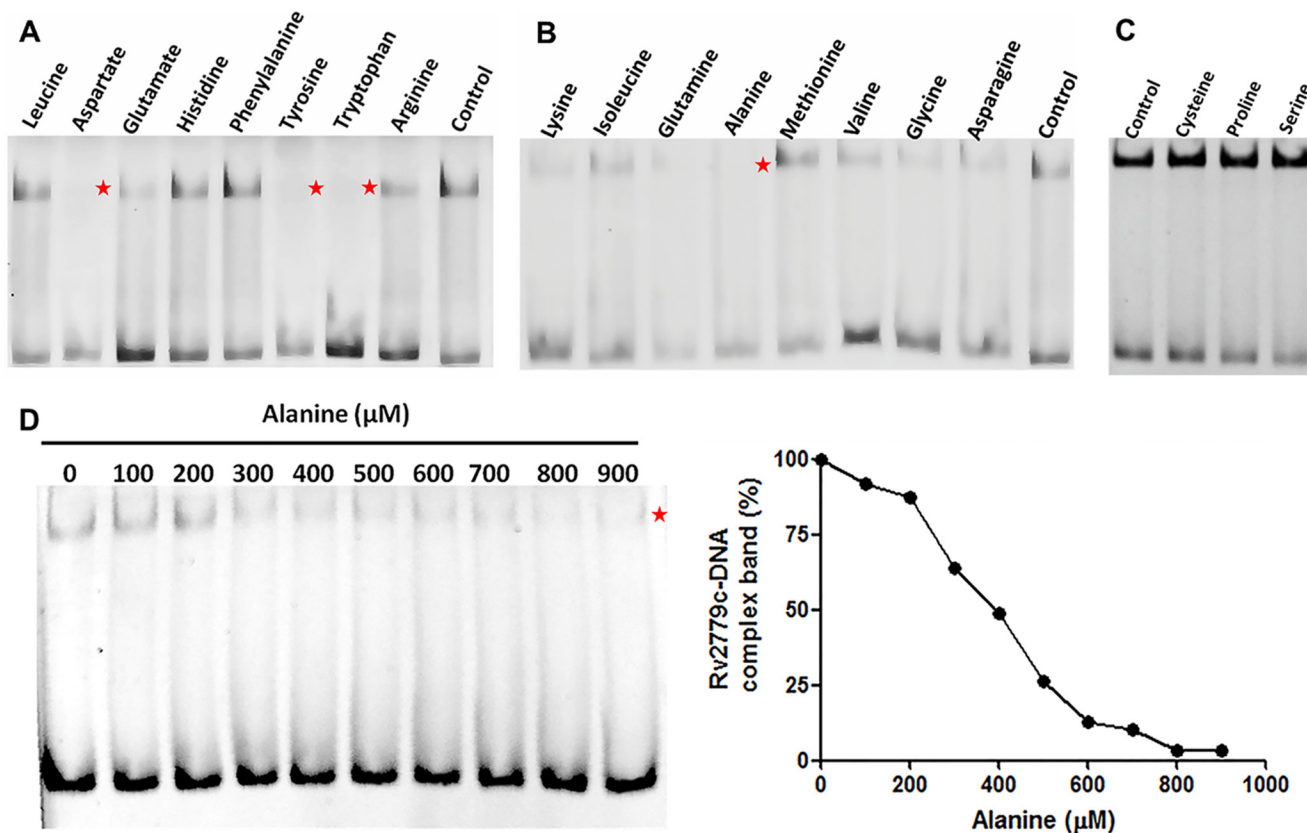 A
Leucine
Aspartate
Glutamate
Histidine
Phenylalanine
Tyrosine
Tryptophan
Arginine
Control
B
Lysine
Isoleucine
Glutamine
Alanine
Methionine
Valine
Glycine
Asparagine
Control
C
Control
Cysteine
Proline
Serine
D
Alanine (μM)
0 100 200 300 400 500 600 700 800 900
Rv2779c-DNA
complex band (%)
100
75
50
25
0
0 200 400 600 800 1000
Alanine (μM)